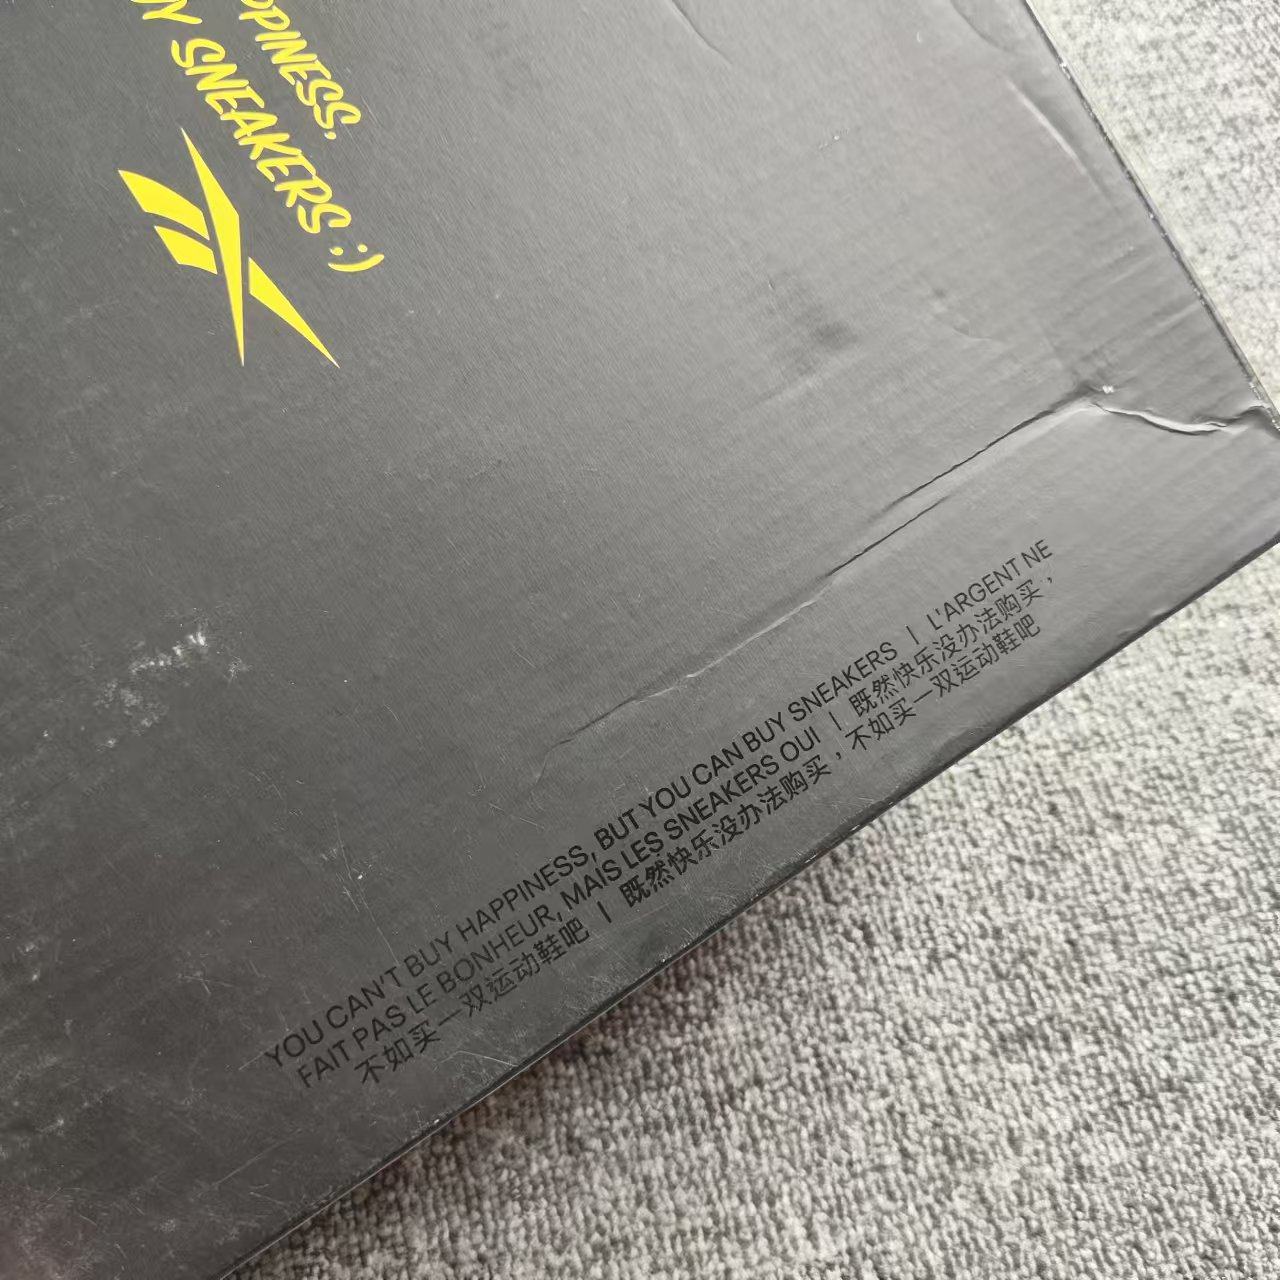 PPINESS,
Y SNEAKERS :)
YOU CAN'T BUY HAPPINESS, BUT YOU CAN BUY SNEAKERS | L'ARGENT NE
FAIT PAS LE BONHEUR, MAIS LES SNEAKERS OUI | 既然快乐没办法购买，
不如买一双运动鞋吧 | 既然快乐没办法购买，不如买一双运动鞋吧